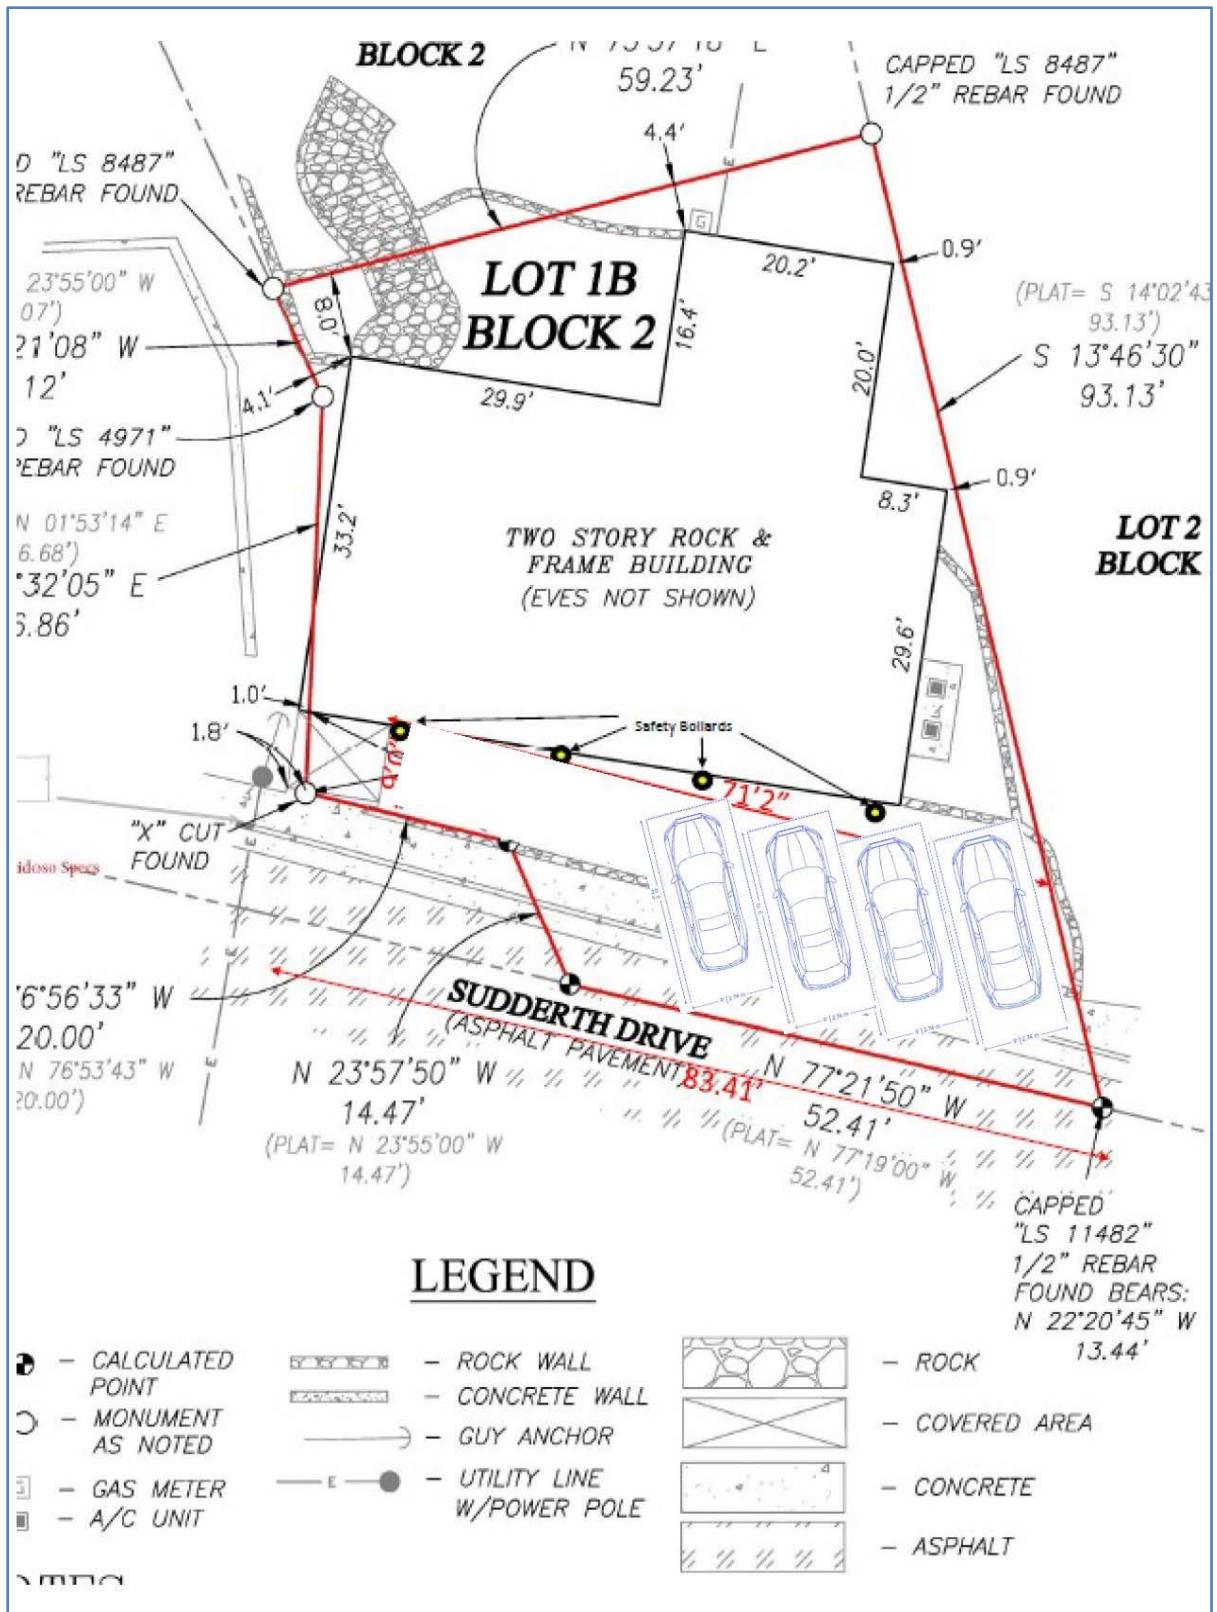 BLOCK 2
59.23'
CAPPED "LS 8487"
1/2" REBAR FOUND
4.4'
E
D "LS 8487"
REBAR FOUND
G
LOT 1B
BLOCK 2
20.2'
0.9'
23°55'00" W
07')
21'08" W
12'
8.0'
16.4'
(PLAT= S 14°02'43
93.13')
S 13°46'30"
93.13'
20.0'
4.1'
29.9'
"LS 4971"
REBAR FOUND
0.9'
8.3'
N 01°53'14" E
6.68')
°32'05" E
6.86'
33.2'
TWO STORY ROCK &
FRAME BUILDING
(EVES NOT SHOWN)
LOT 2
BLOCK
29.6'
1.0'
1.8'
Safety Bollards
71'2"
"X" CUT
FOUND
idoso Specs
E
6°56'33" W
20.00'
N 76°53'43" W
20.00')
E
SUDDERTH DRIVE
(ASPHALT PAVEMENT)
83.41'
N 23°57'50" W
14.47'
(PLAT= N 23°55'00" W
14.47')
N 77°21'50" W
52.41'
(PLAT= N 77°19'00" W
52.41')
CAPPED
"LS 11482"
1/2" REBAR
FOUND BEARS:
N 22°20'45" W
13.44'
LEGEND
– CALCULATED
POINT
– MONUMENT
AS NOTED
G – GAS METER
– A/C UNIT
– ROCK WALL
– CONCRETE WALL
– GUY ANCHOR
E – UTILITY LINE
W/POWER POLE
– ROCK
– COVERED AREA
– CONCRETE
– ASPHALT